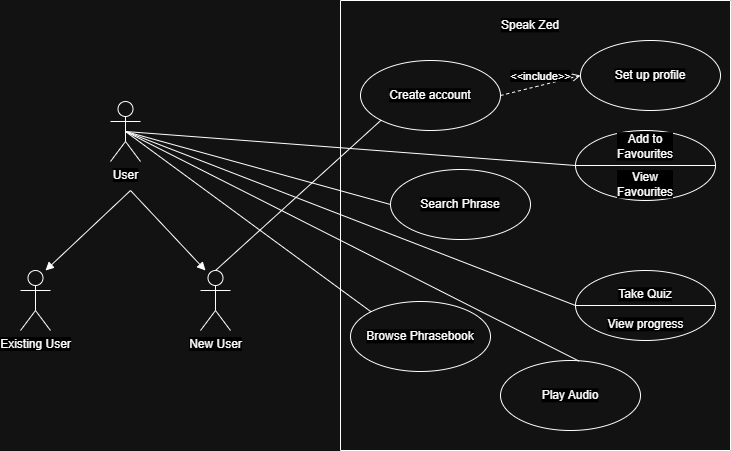 Speak Zed
Set up profile
<<include>>
Create account
Add to
Favourites
User
View
Favourites
Search Phrase
Take Quiz
View progress
Existing User
New User
Browse Phrasebook
Play Audio